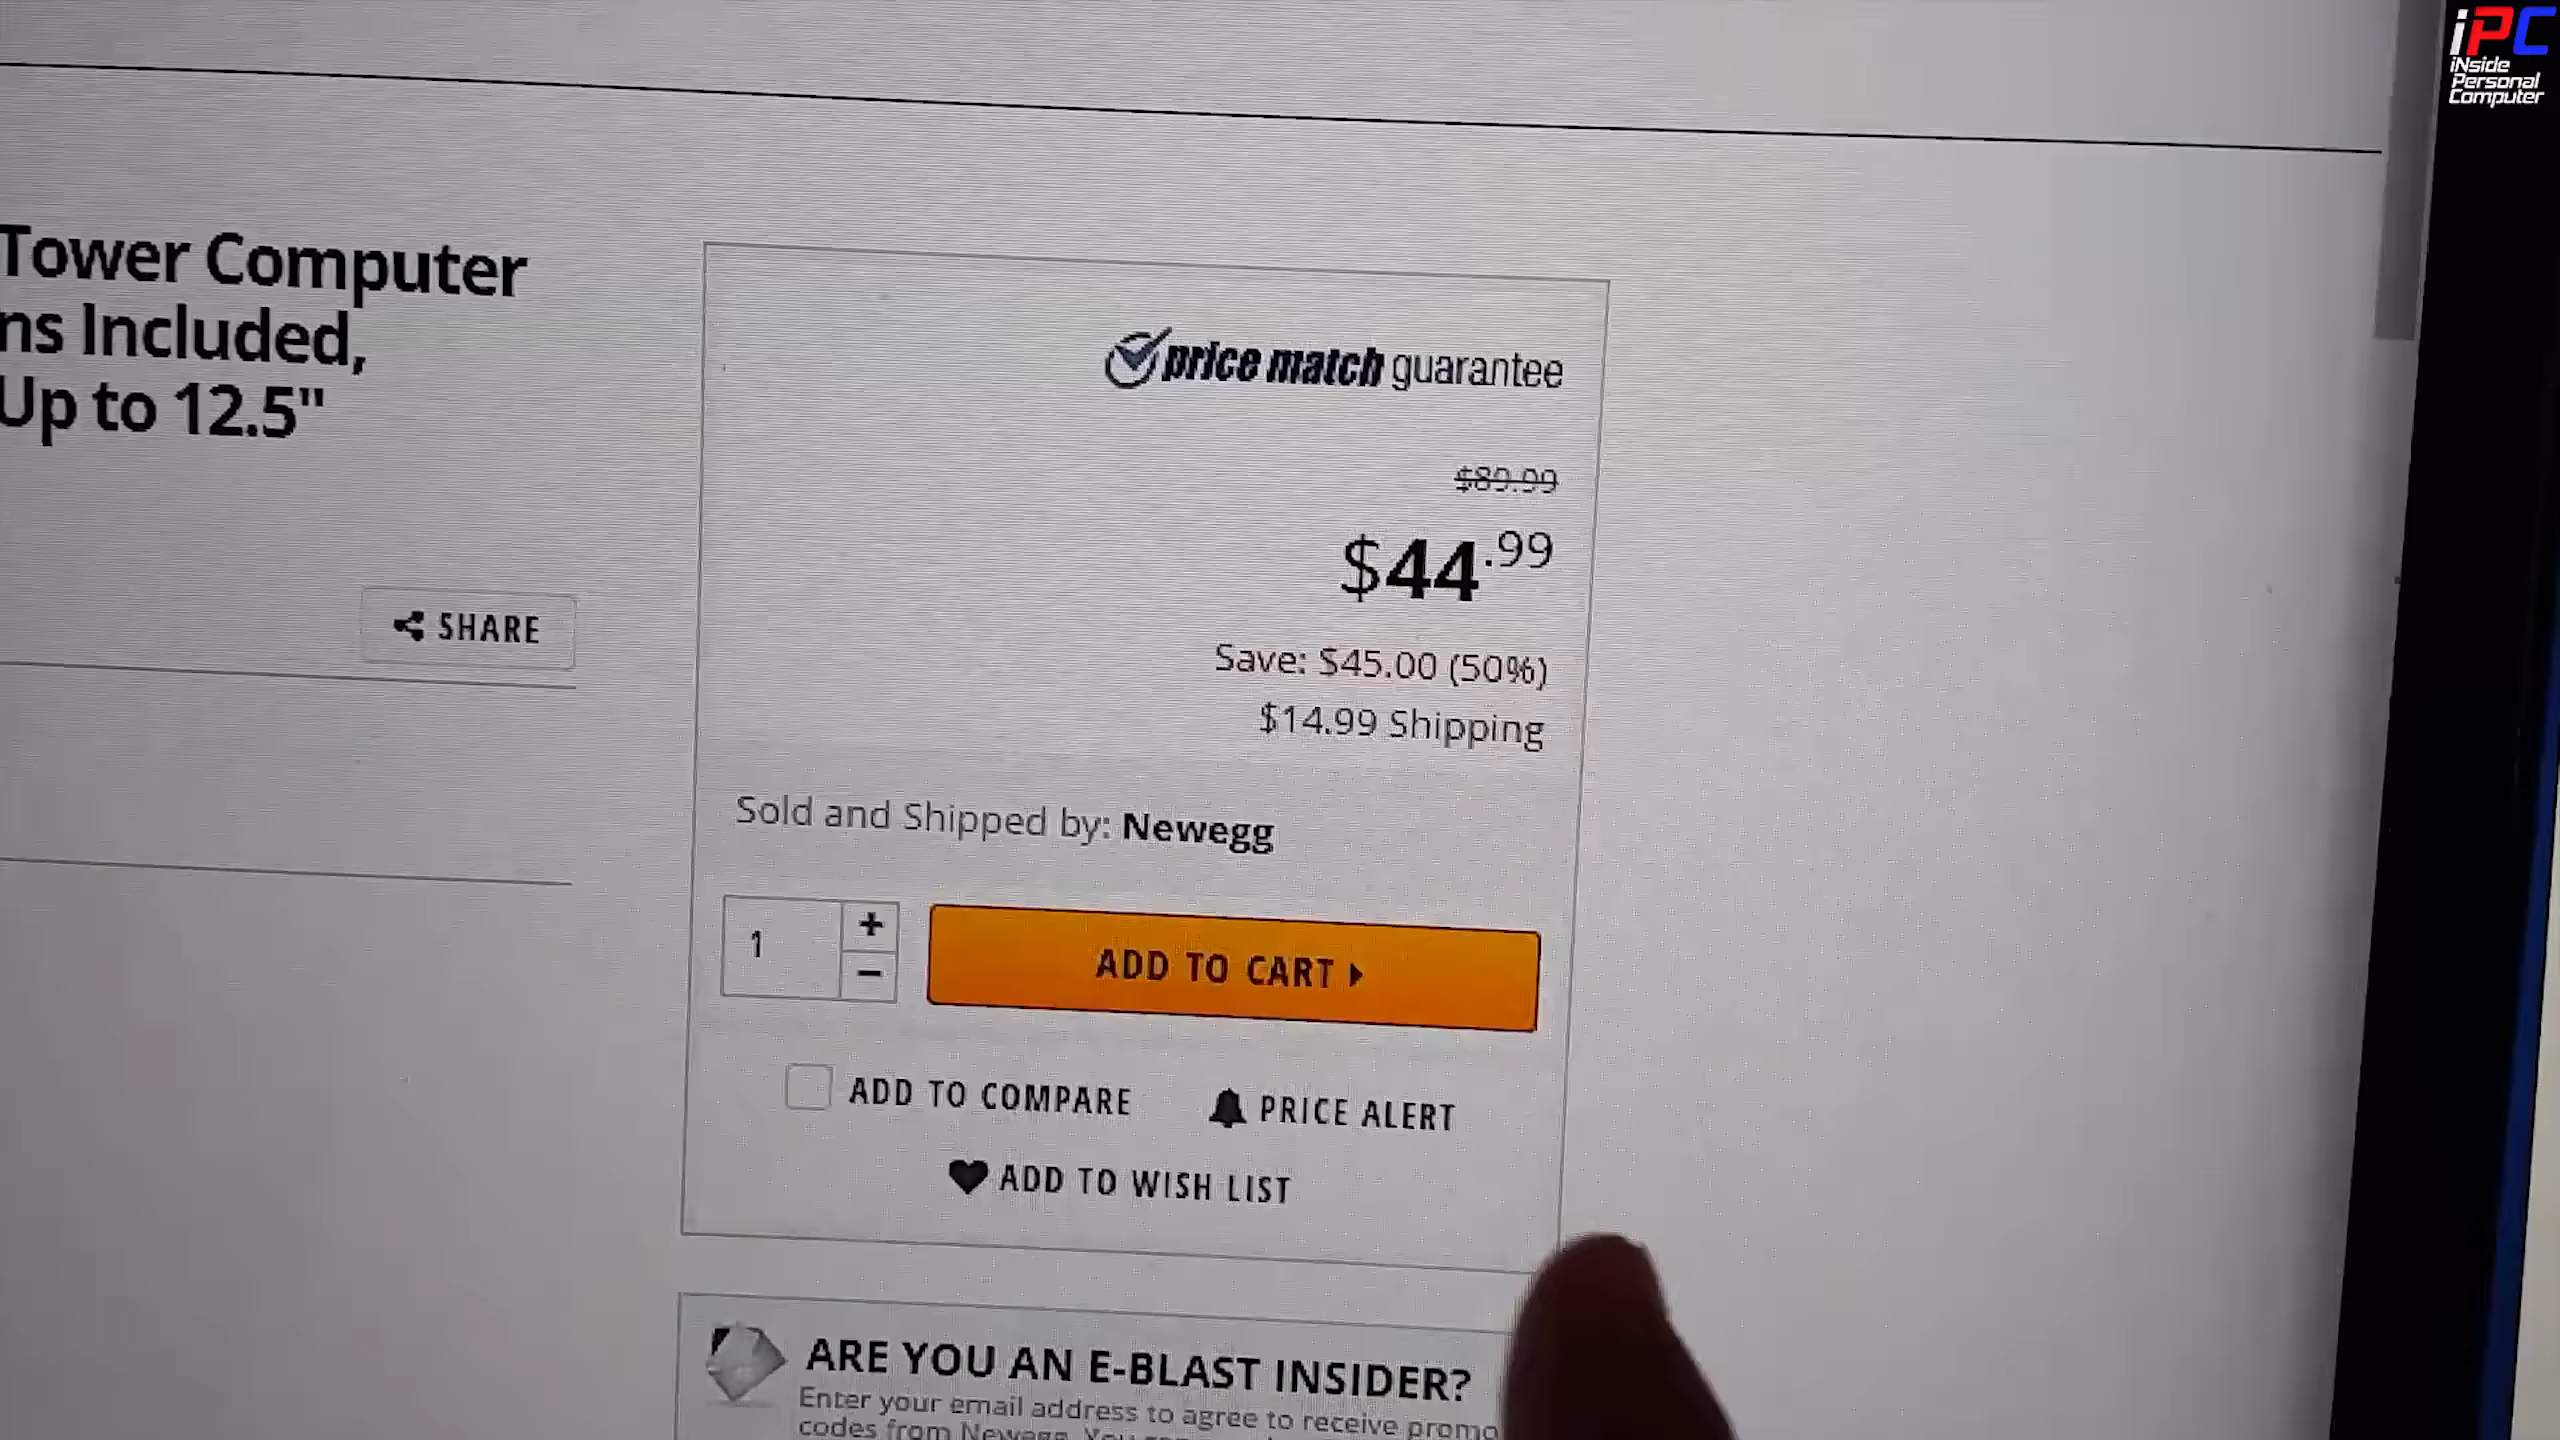 iPC
iNside
Personal
Computer
Tower Computer
ns Included,
Up to 12.5"
SHARE
price match guarantee
$89.99
$44.99
Save: $45.00 (50%)
$14.99 Shipping
Sold and Shipped by: Newegg
1
+
−
ADD TO CART
ADD TO COMPARE
PRICE ALERT
ADD TO WISH LIST
ARE YOU AN E-BLAST INSIDER?
Enter your email address to agree to receive promo
codes from Newegg. You